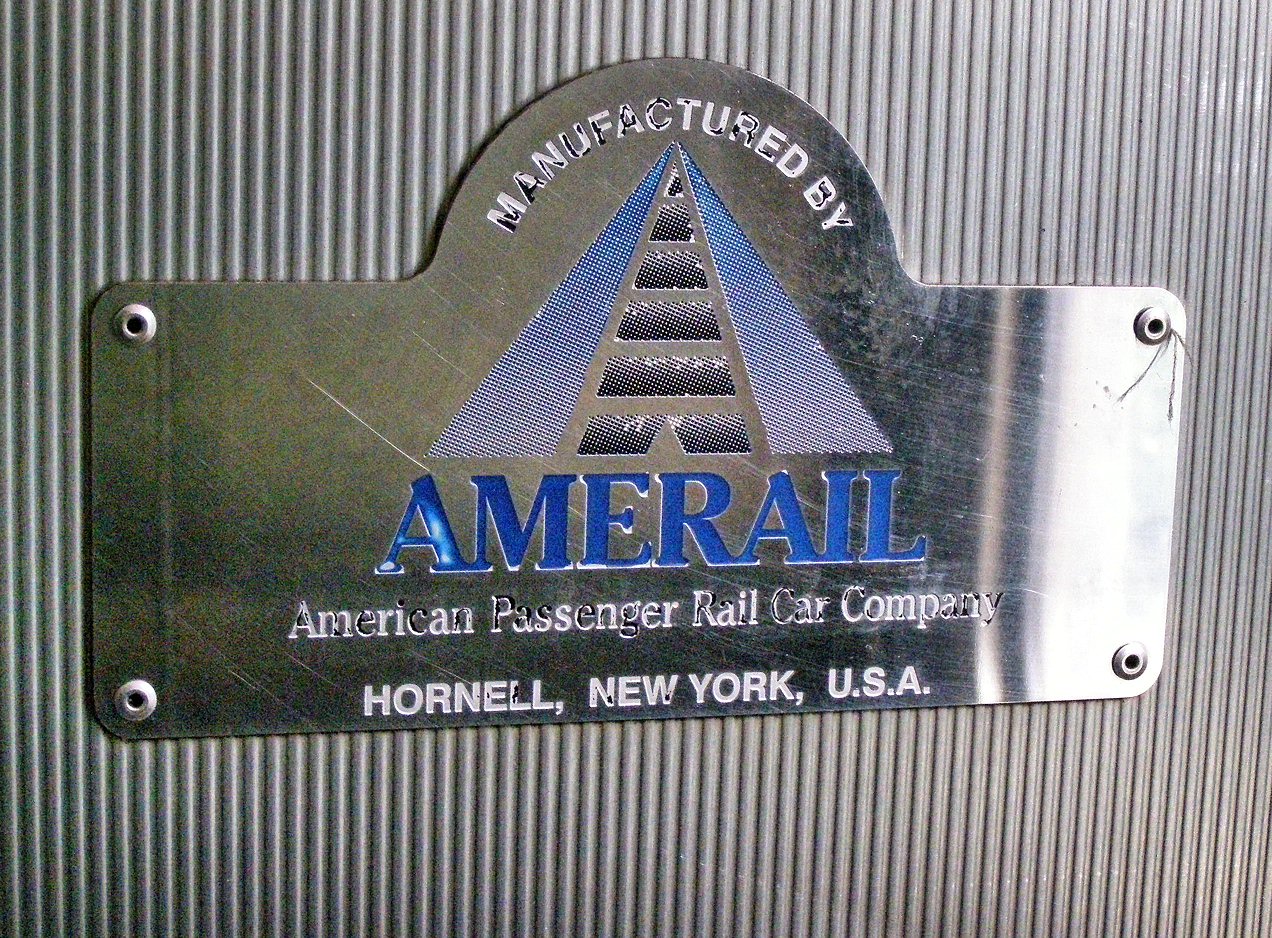 MANUFACTURED BY
AMERAIL
American Passenger Rail Car Company
HORNELL, NEW YORK, U.S.A.